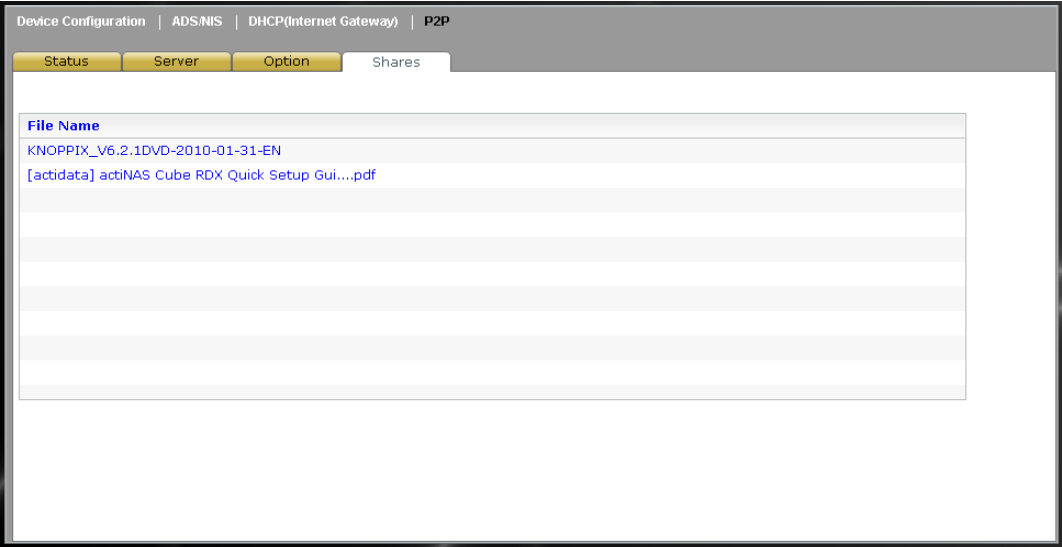 Device Configuration | ADS/NIS | DHCP(Internet Gateway) | P2P
Status Server Option Shares
File Name
KNOPPIX_V6.2.1DVD-2010-01-31-EN
[actidata] actiNAS Cube RDX Quick Setup Gui....pdf